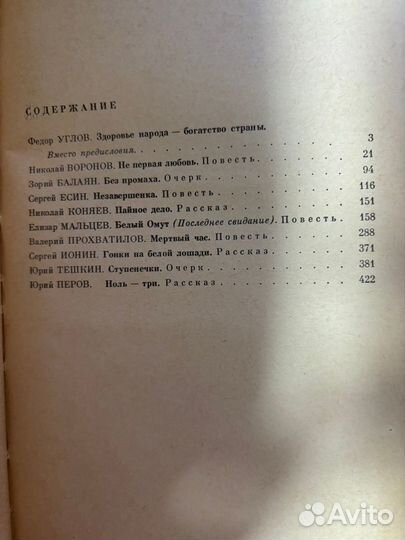 СОДЕРЖАНИЕ
Федор УГЛОВ. Здоровье народа — богатство страны.
Вместо предисловия. . . . . . . . . . . . . . 3
Николай ВОРОНОВ. Не первая любовь. Повесть. . . . . . . 21
Зорий БАЛАЯН. Без промаха. Очерк . . . . . . . . . 94
Сергей ЕСИН. Незавершенка. Повесть . . . . . . . . . 116
Николай КОНЯЕВ. Пайное дело. Рассказ . . . . . . . . 151
Елизар МАЛЬЦЕВ. Белый Омут (Последнее свидание). Повесть . . 158
Валерий ПРОХВАТИЛОВ. Мертвый час. Повесть . . . . . . 288
Сергей ИОНИН. Гонки на белой лошади. Рассказ . . . . . . 371
Юрий ТЕШКИН. Ступенечки. Очерк . . . . . . . . . . 381
Юрий ПЕРОВ. Ноль — три. Рассказ . . . . . . . . . 422
Avito